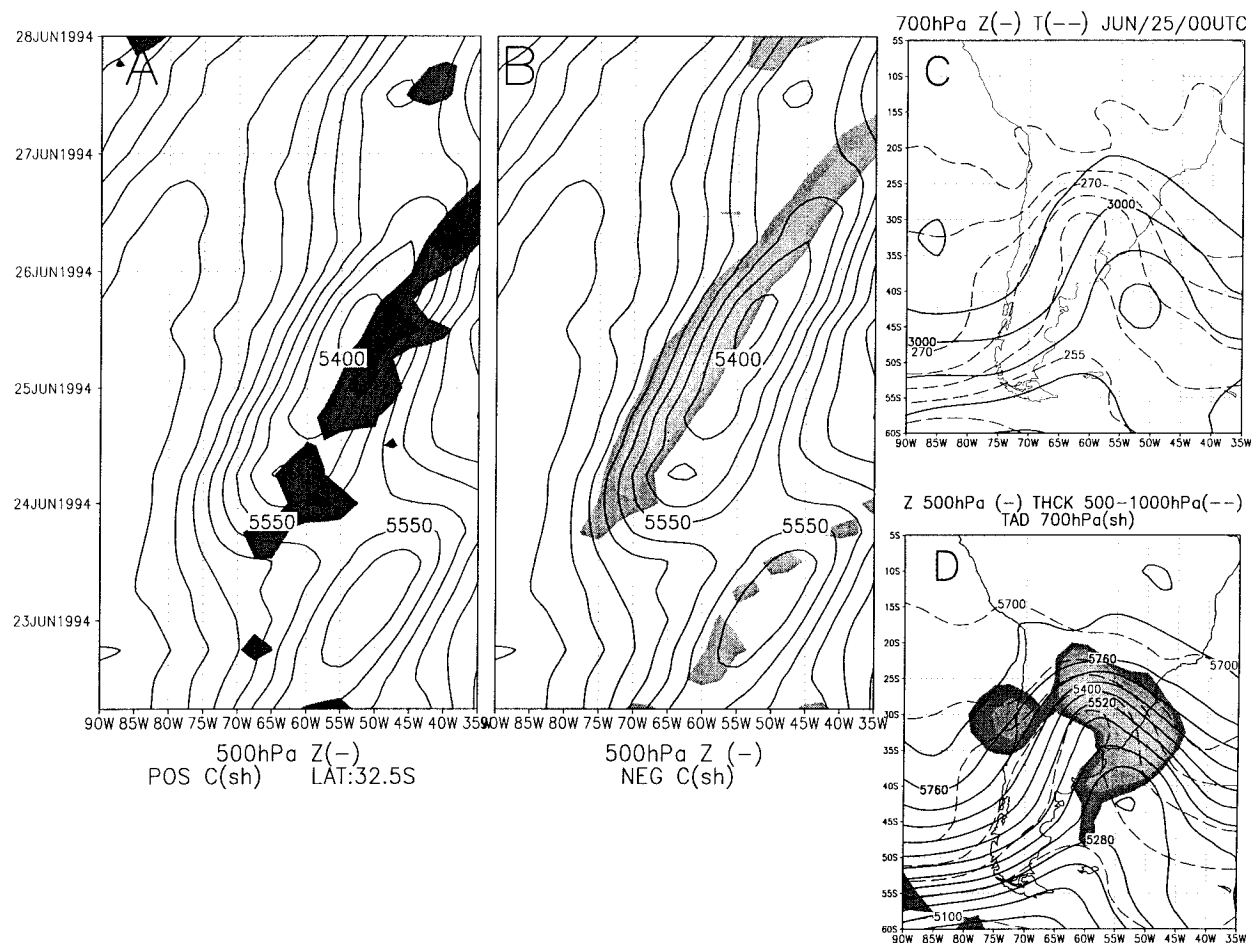 A
28JUN1994
27JUN1994
26JUN1994
25JUN1994
24JUN1994
23JUN1994
5400
5550
5550
90W 85W 80W 75W 70W 65W 60W 55W 50W 45W 40W 35W
500hPa Z(-)
POS C(sh) LAT:32.5S
B
5400
5550
5550
90W 85W 80W 75W 70W 65W 60W 55W 50W 45W 40W 35W
500hPa Z (-)
NEG C(sh)
700hPa Z(-) T(--) JUN/25/00UTC
C
5S
10S
15S
20S
25S
30S
35S
40S
45S
50S
55S
60S
270
3000
3000
270
255
90W 85W 80W 75W 70W 65W 60W 55W 50W 45W 40W 35W
Z 500hPa (-) THCK 500-1000hPa(--)
TAD 700hPa(sh)
D
5S
10S
15S
20S
25S
30S
35S
40S
45S
50S
55S
60S
5700
5700
5760
5400
5520
5760
5280
5100
90W 85W 80W 75W 70W 65W 60W 55W 50W 45W 40W 35W